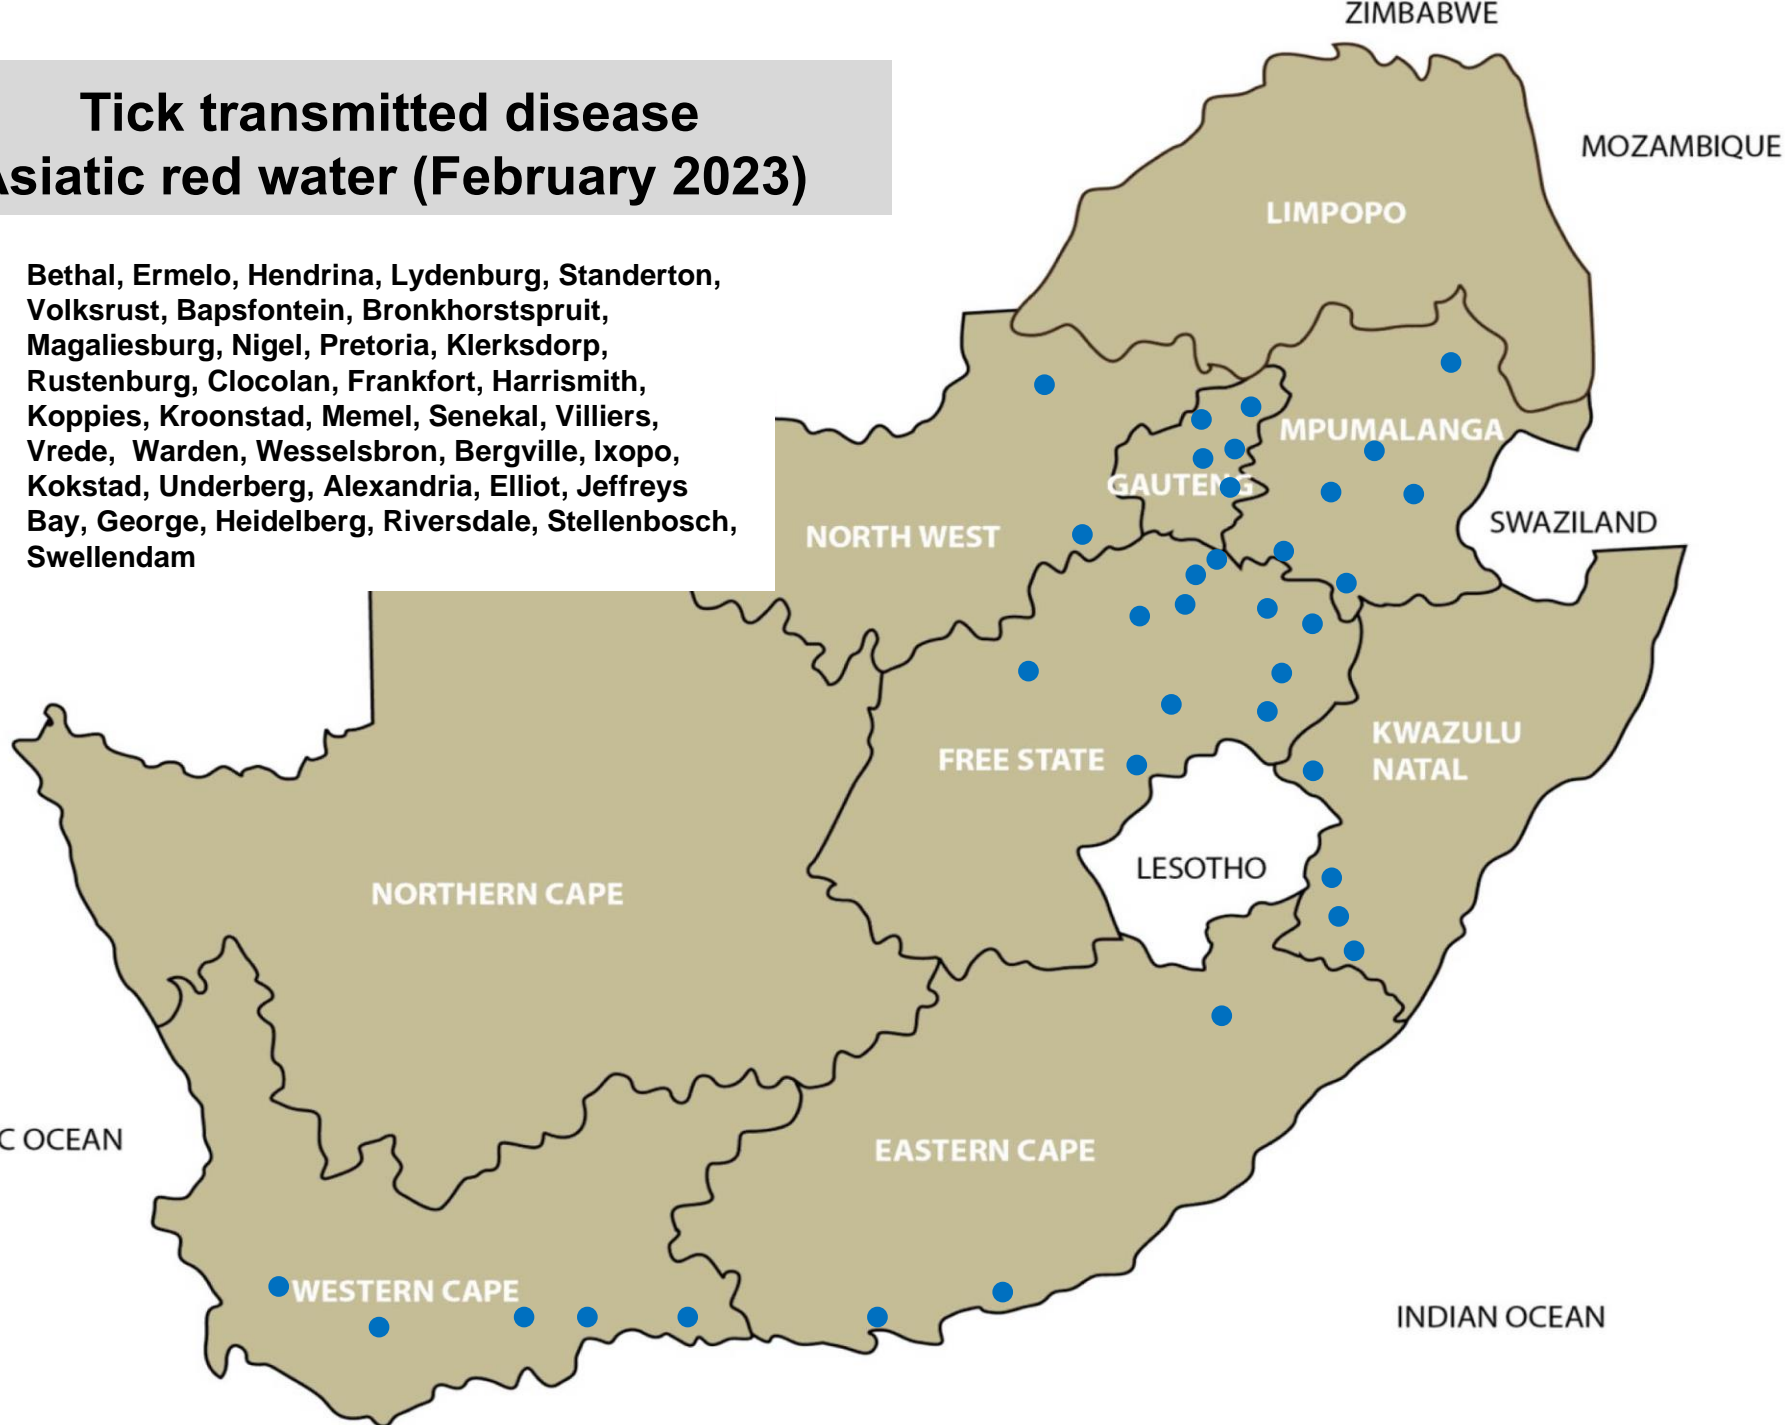 ZIMBABWE
Tick transmitted disease
Asiatic red water (February 2023)
MOZAMBIQUE
LIMPOPO
Bethal, Ermelo, Hendrina, Lydenburg, Standerton,
Volksrust, Bapsfontein, Bronkhorstspruit,
Magaliesburg, Nigel, Pretoria, Klerksdorp,
Rustenburg, Clocolan, Frankfort, Harrismith,
Koppies, Kroonstad, Memel, Senekal, Villiers,
Vrede, Warden, Wesselsbron, Bergville, Ixopo,
Kokstad, Underberg, Alexandria, Elliot, Jeffreys
Bay, George, Heidelberg, Riversdale, Stellenbosch,
Swellendam
MPUMALANGA
GAUTENG
NORTH WEST
SWAZILAND
KWAZULU
NATAL
FREE STATE
LESOTHO
NORTHERN CAPE
C OCEAN
EASTERN CAPE
WESTERN CAPE
INDIAN OCEAN